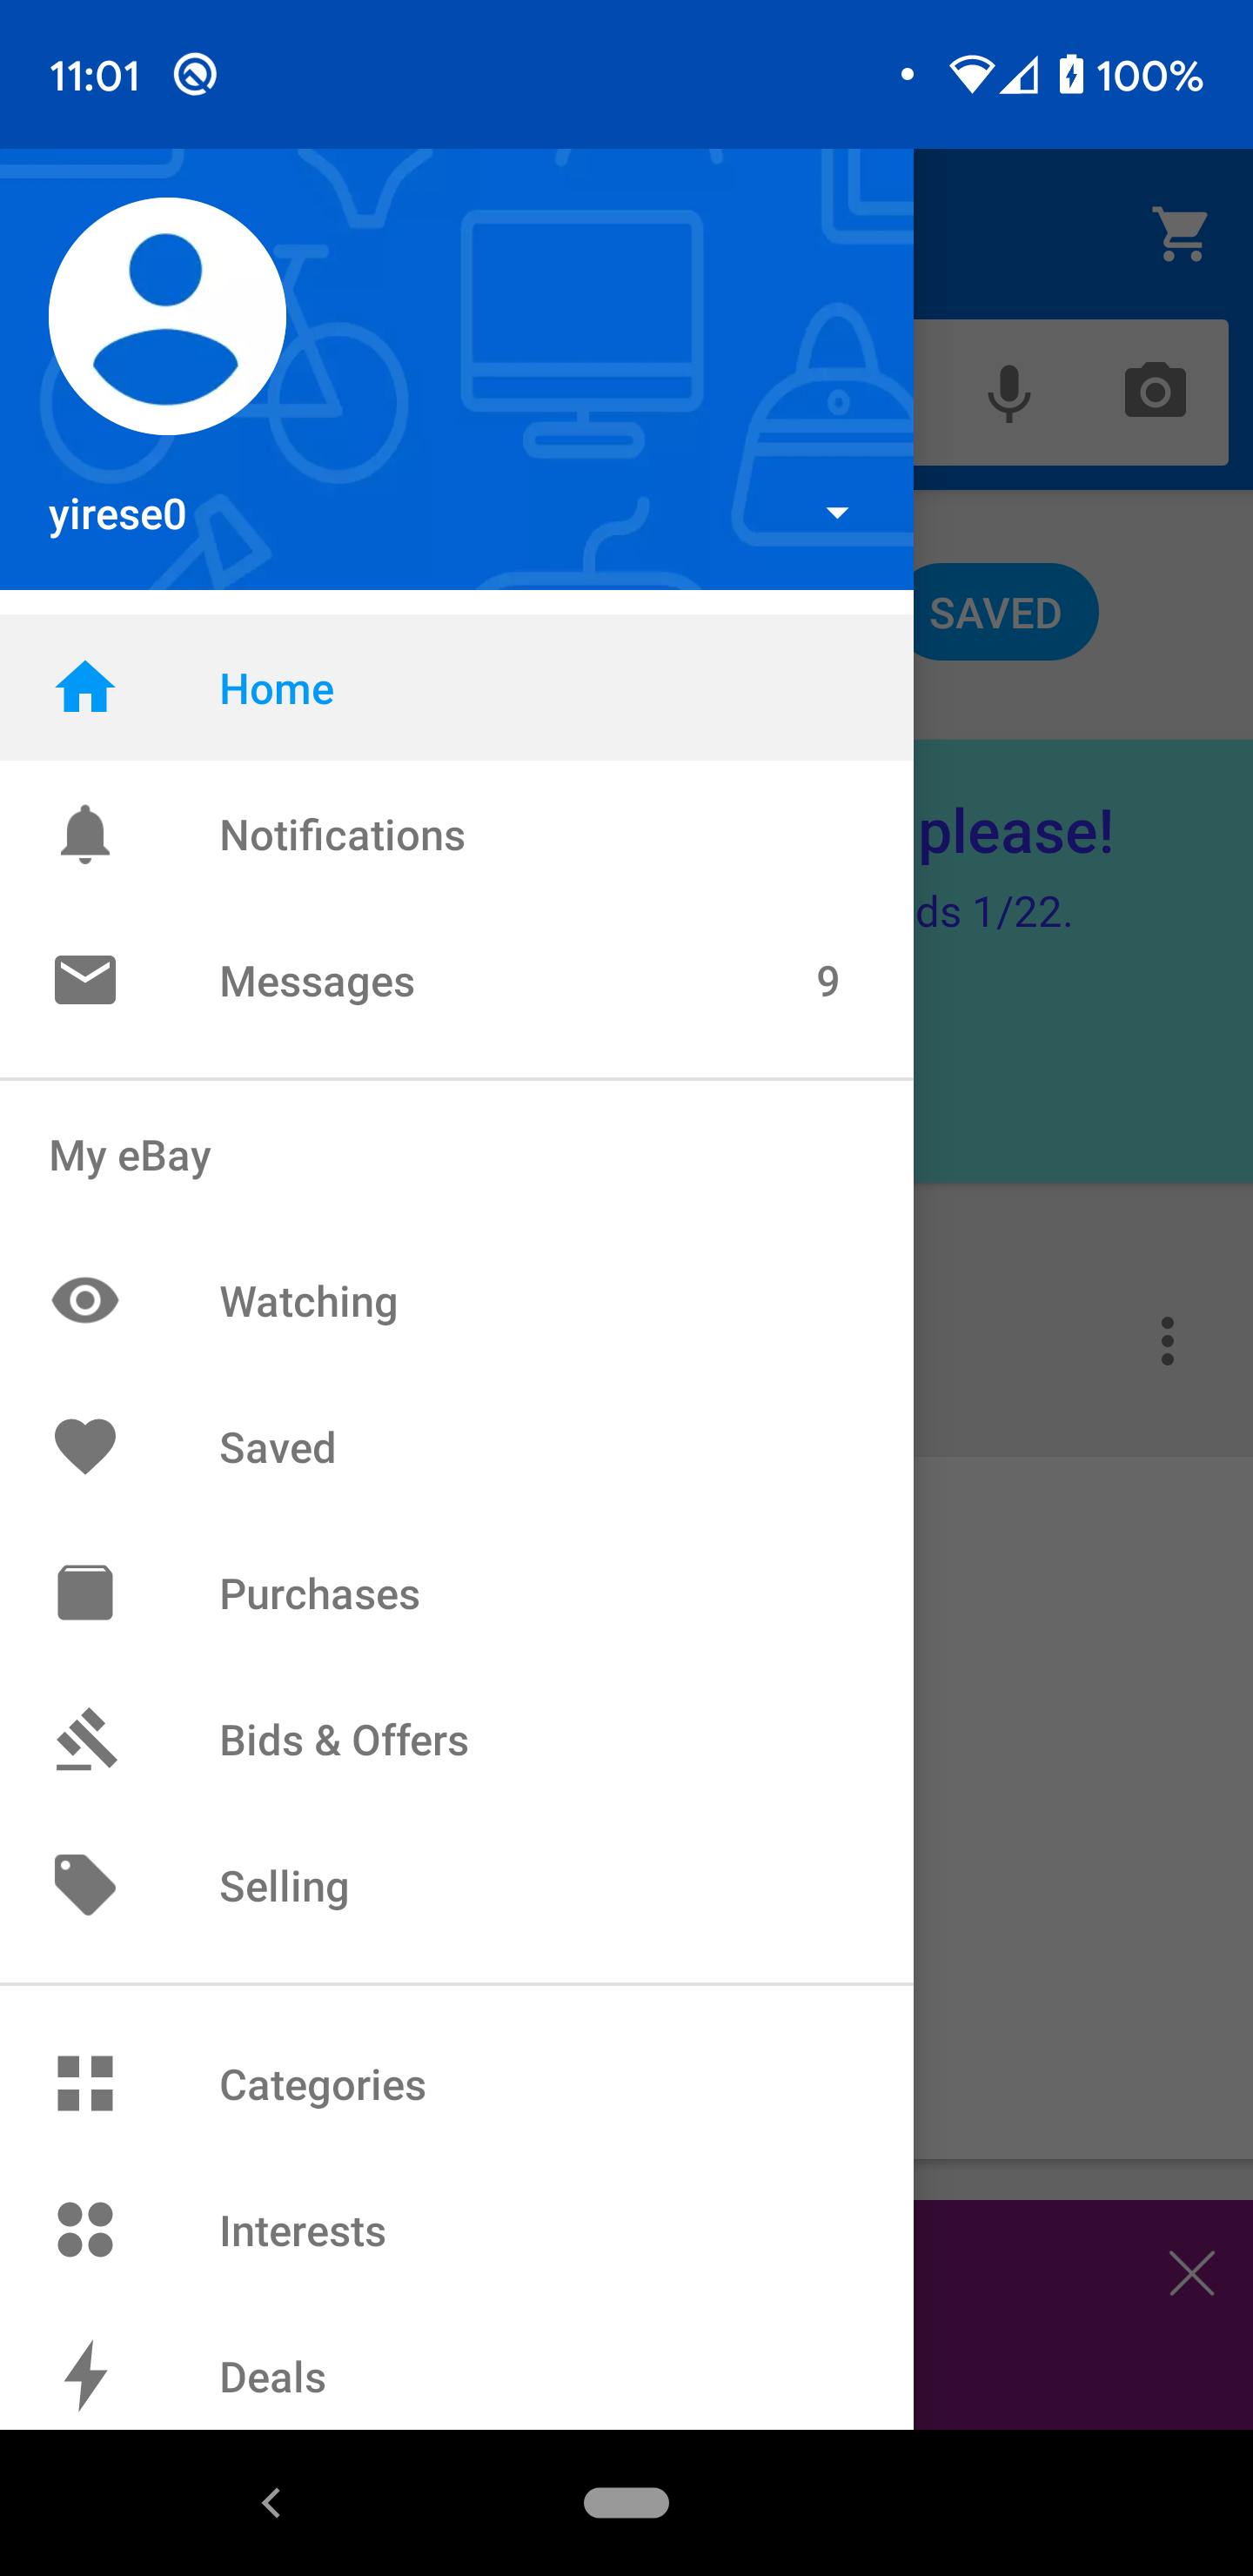 11:01
100%
yirese0
SAVED
Home
please!
Notifications
ds 1/22.
Messages 9
My eBay
Watching
Saved
Purchases
Bids & Offers
Selling
Categories
Interests
Deals